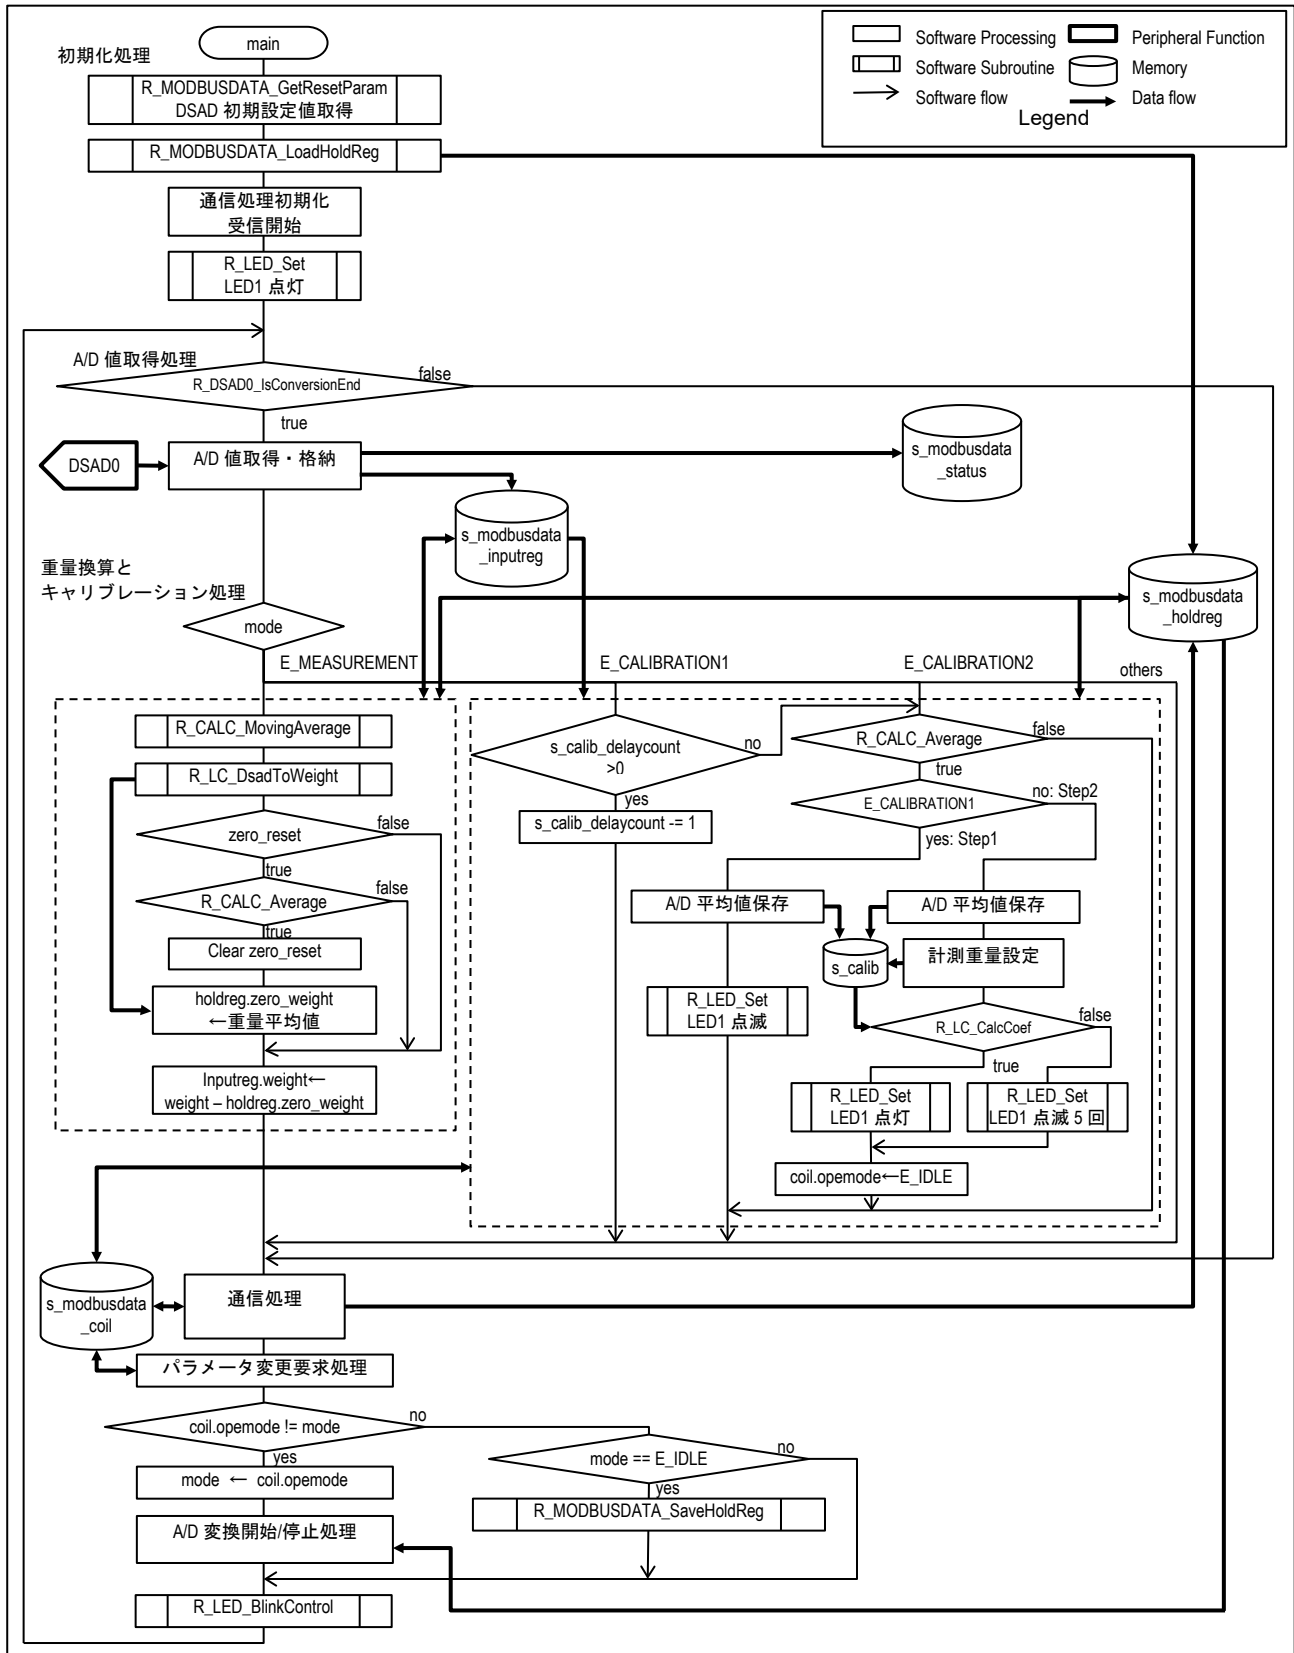 Software Processing
Peripheral Function
Software Subroutine
Memory
Software flow
Data flow
Legend
初期化処理
main
R_MODBUSDATA_GetResetParam
DSAD 初期設定値取得
R_MODBUSDATA_LoadHoldReg
通信処理初期化
受信開始
R_LED_Set
LED1 点灯
A/D 値取得処理
R_DSAD0_IsConversionEnd
false
true
DSAD0
A/D 値取得・格納
s_modbusdata
_status
s_modbusdata
_inputreg
s_modbusdata
_holdreg
重量換算と
キャリブレーション処理
mode
E_MEASUREMENT
E_CALIBRATION1
E_CALIBRATION2
others
R_CALC_MovingAverage
R_LC_DsadToWeight
zero_reset
false
true
R_CALC_Average
false
true
Clear zero_reset
holdreg.zero_weight
←重量平均値
Inputreg.weight←
weight – holdreg.zero_weight
s_calib_delaycount
>0
no
yes
s_calib_delaycount -= 1
R_CALC_Average
false
true
E_CALIBRATION1
no: Step2
yes: Step1
A/D 平均値保存
A/D 平均値保存
s_calib
計測重量設定
R_LED_Set
LED1 点滅
R_LC_CalcCoef
false
true
R_LED_Set
LED1 点灯
R_LED_Set
LED1 点滅 5 回
coil.opemode←E_IDLE
s_modbusdata
_coil
通信処理
パラメータ変更要求処理
coil.opemode != mode
no
yes
mode ← coil.opemode
mode == E_IDLE
no
yes
R_MODBUSDATA_SaveHoldReg
A/D 変換開始/停止処理
R_LED_BlinkControl